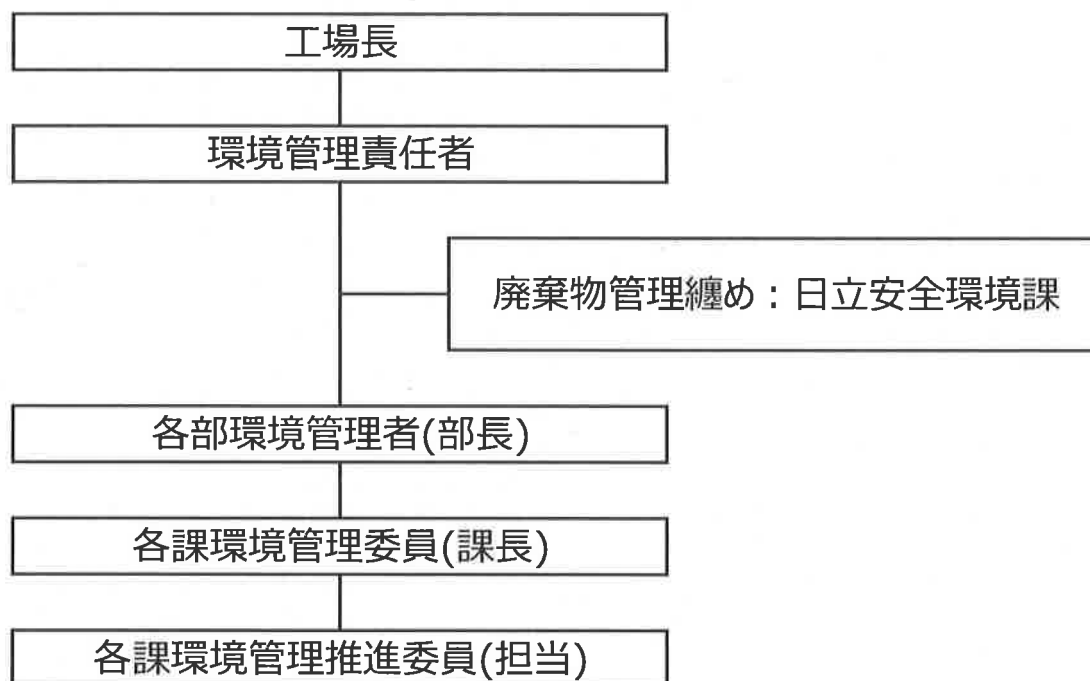 工場長
環境管理責任者
廃棄物管理纏め：日立安全環境課
各部環境管理者(部長)
各課環境管理委員(課長)
各課環境管理推進委員(担当)